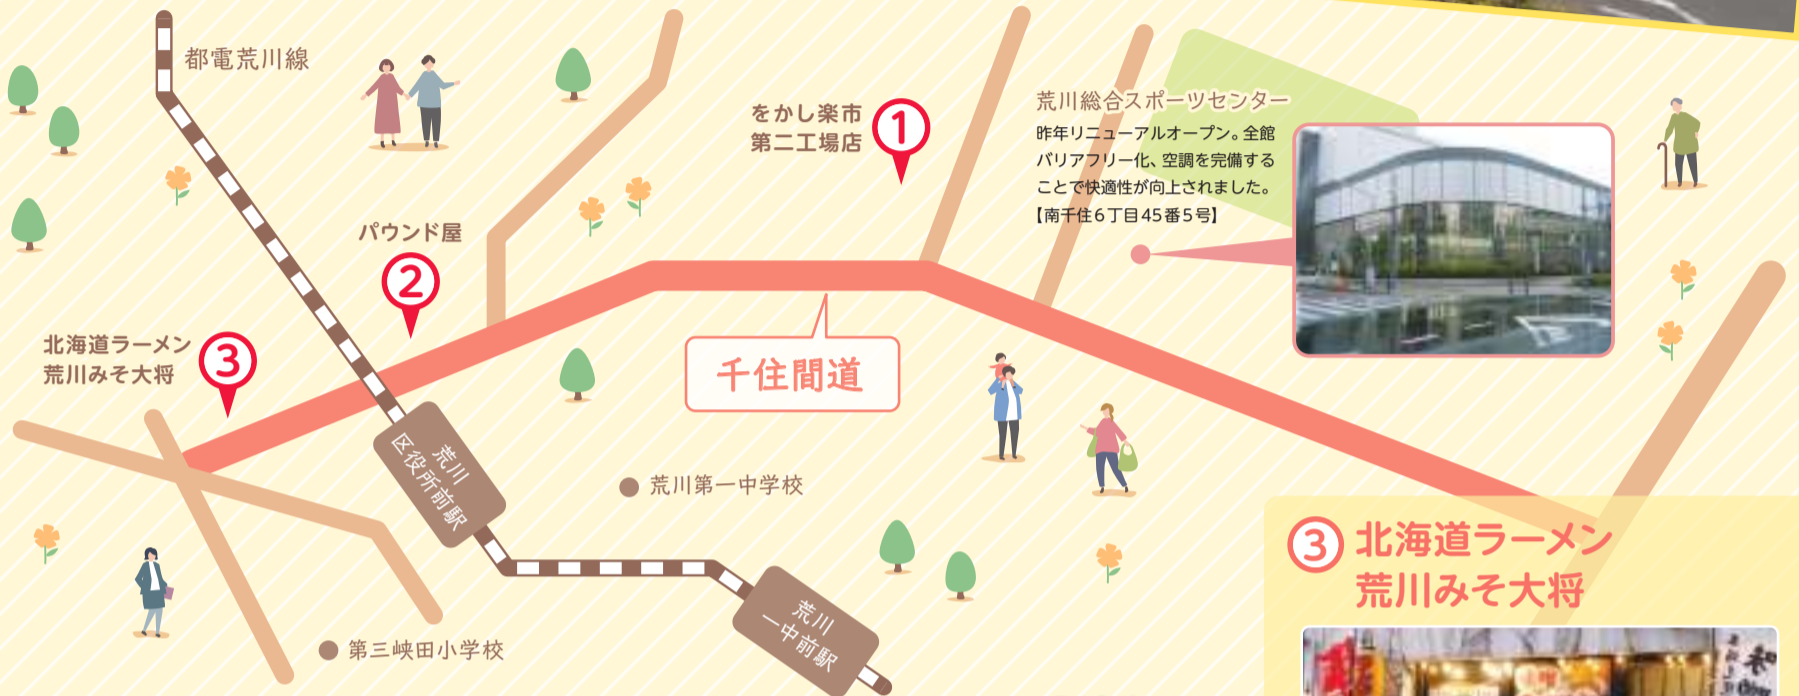 都電荒川線
をかし楽市
第二工場店
1
荒川総合スポーツセンター
昨年リニューアルオープン。全館
バリアフリー化、空調を完備する
ことで快適性が向上されました。
【南千住6丁目45番5号】
パウンド屋
2
北海道ラーメン
荒川みそ大将
3
千住間道
荒川
区役所前駅
荒川第一中学校
荒川
一中前駅
第三峡田小学校
3 北海道ラーメン
荒川みそ大将